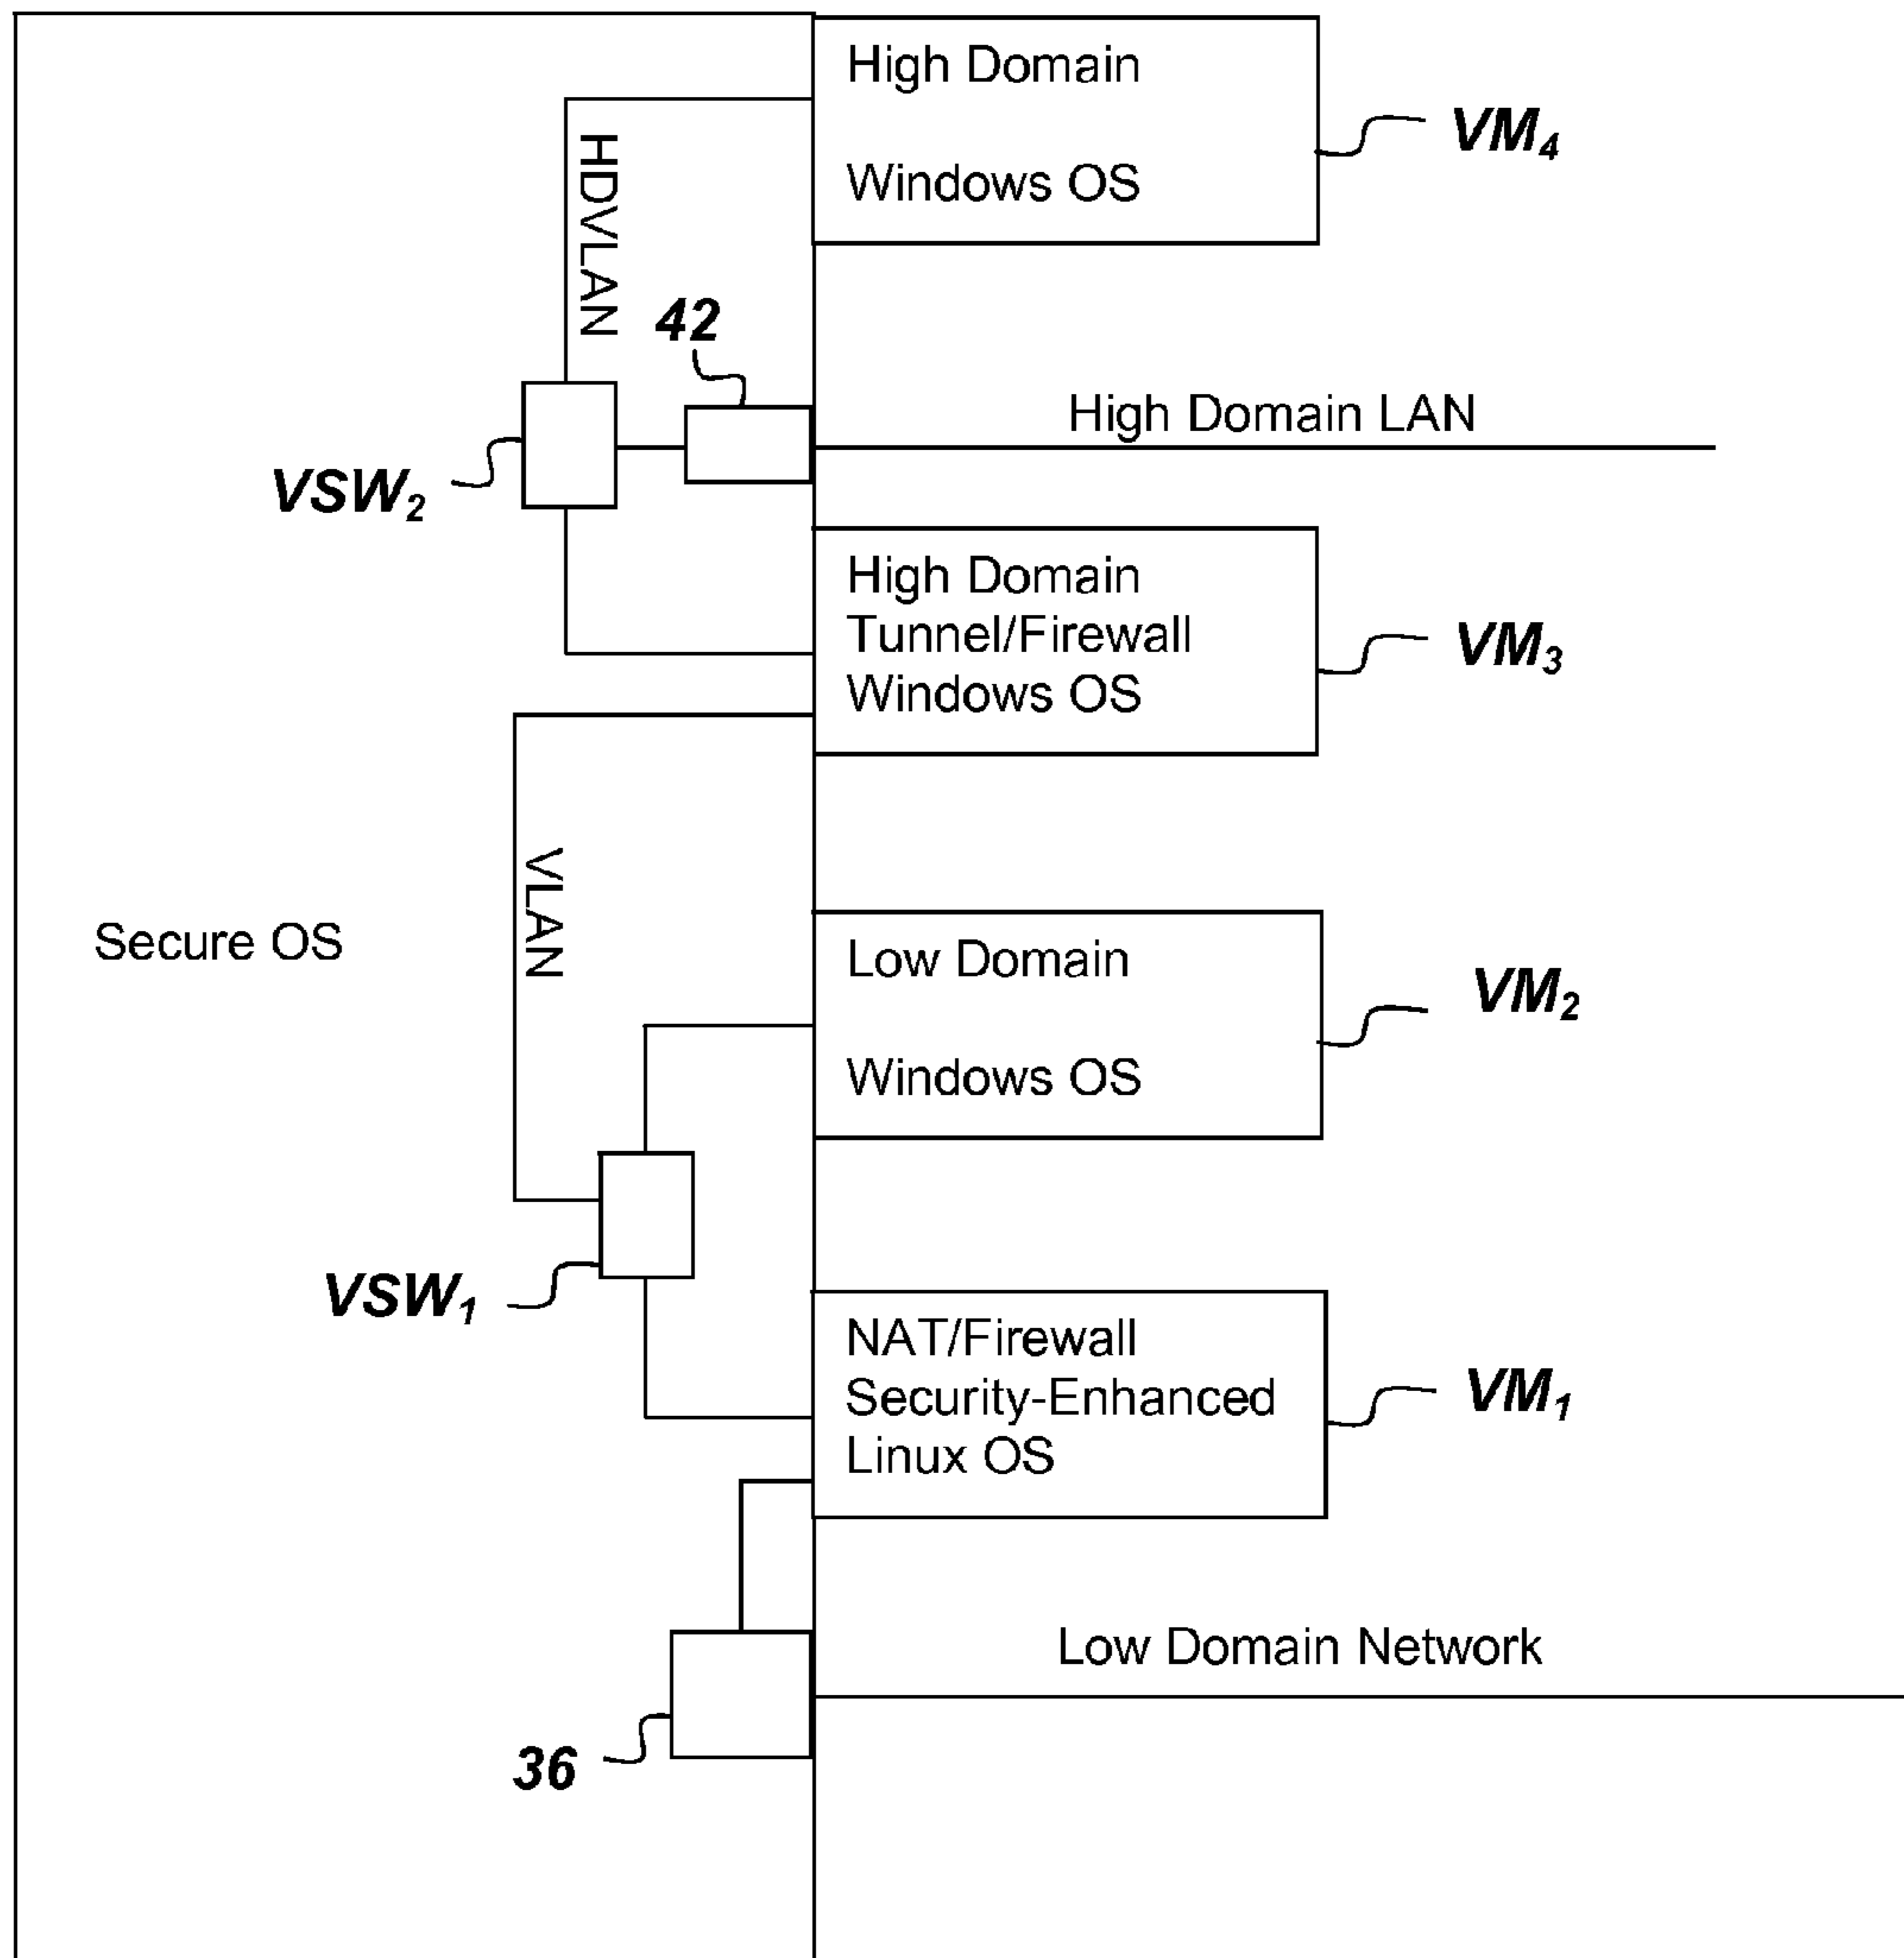 High Domain
Windows OS
VM4
HDVLAN
42
High Domain LAN
VSW2
High Domain
Tunnel/Firewall
Windows OS
VM3
VLAN
Secure OS
Low Domain
Windows OS
VM2
VSW1
NAT/Firewall
Security-Enhanced
Linux OS
VM1
Low Domain Network
36